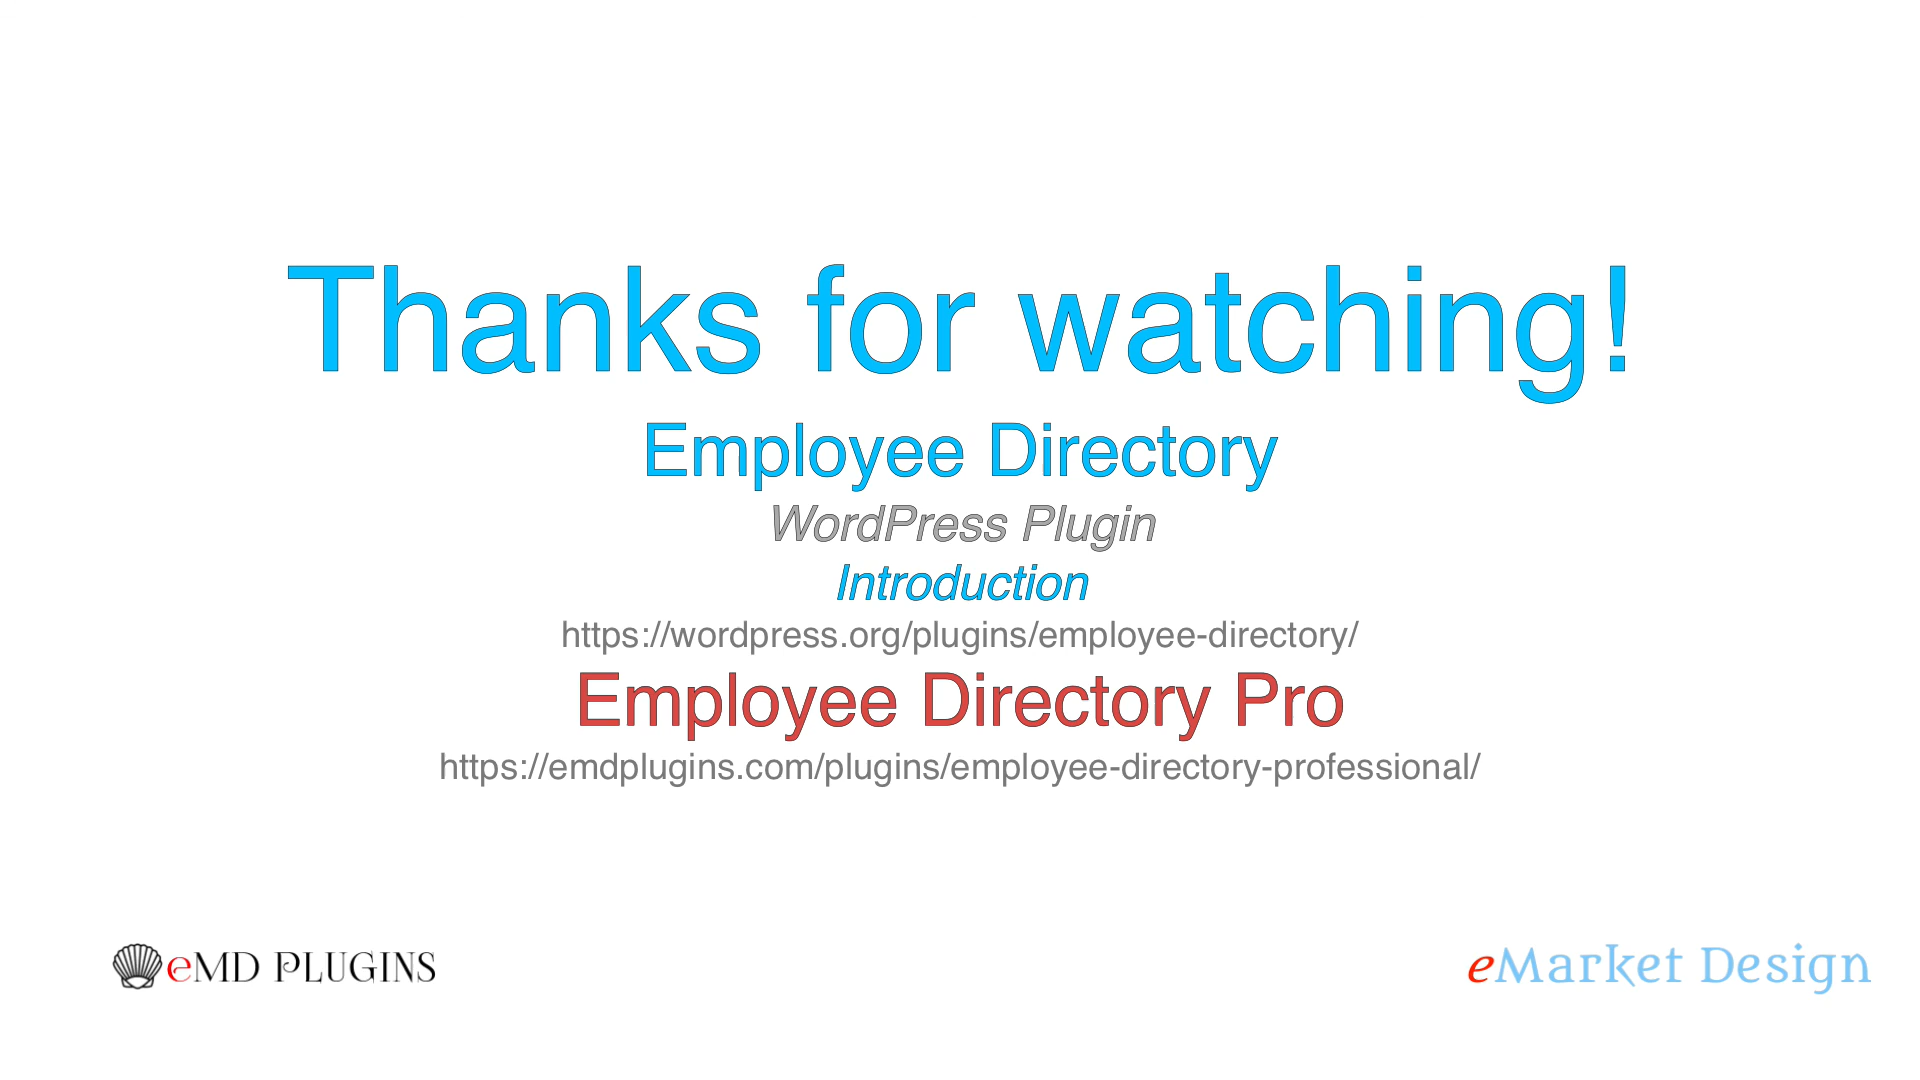 Thanks for watching!
Employee Directory
WordPress Plugin
Introduction
https://wordpress.org/plugins/employee-directory/
Employee Directory Pro
https://emdplugins.com/plugins/employee-directory-professional/
eMD PLUGINS
eMarket Design